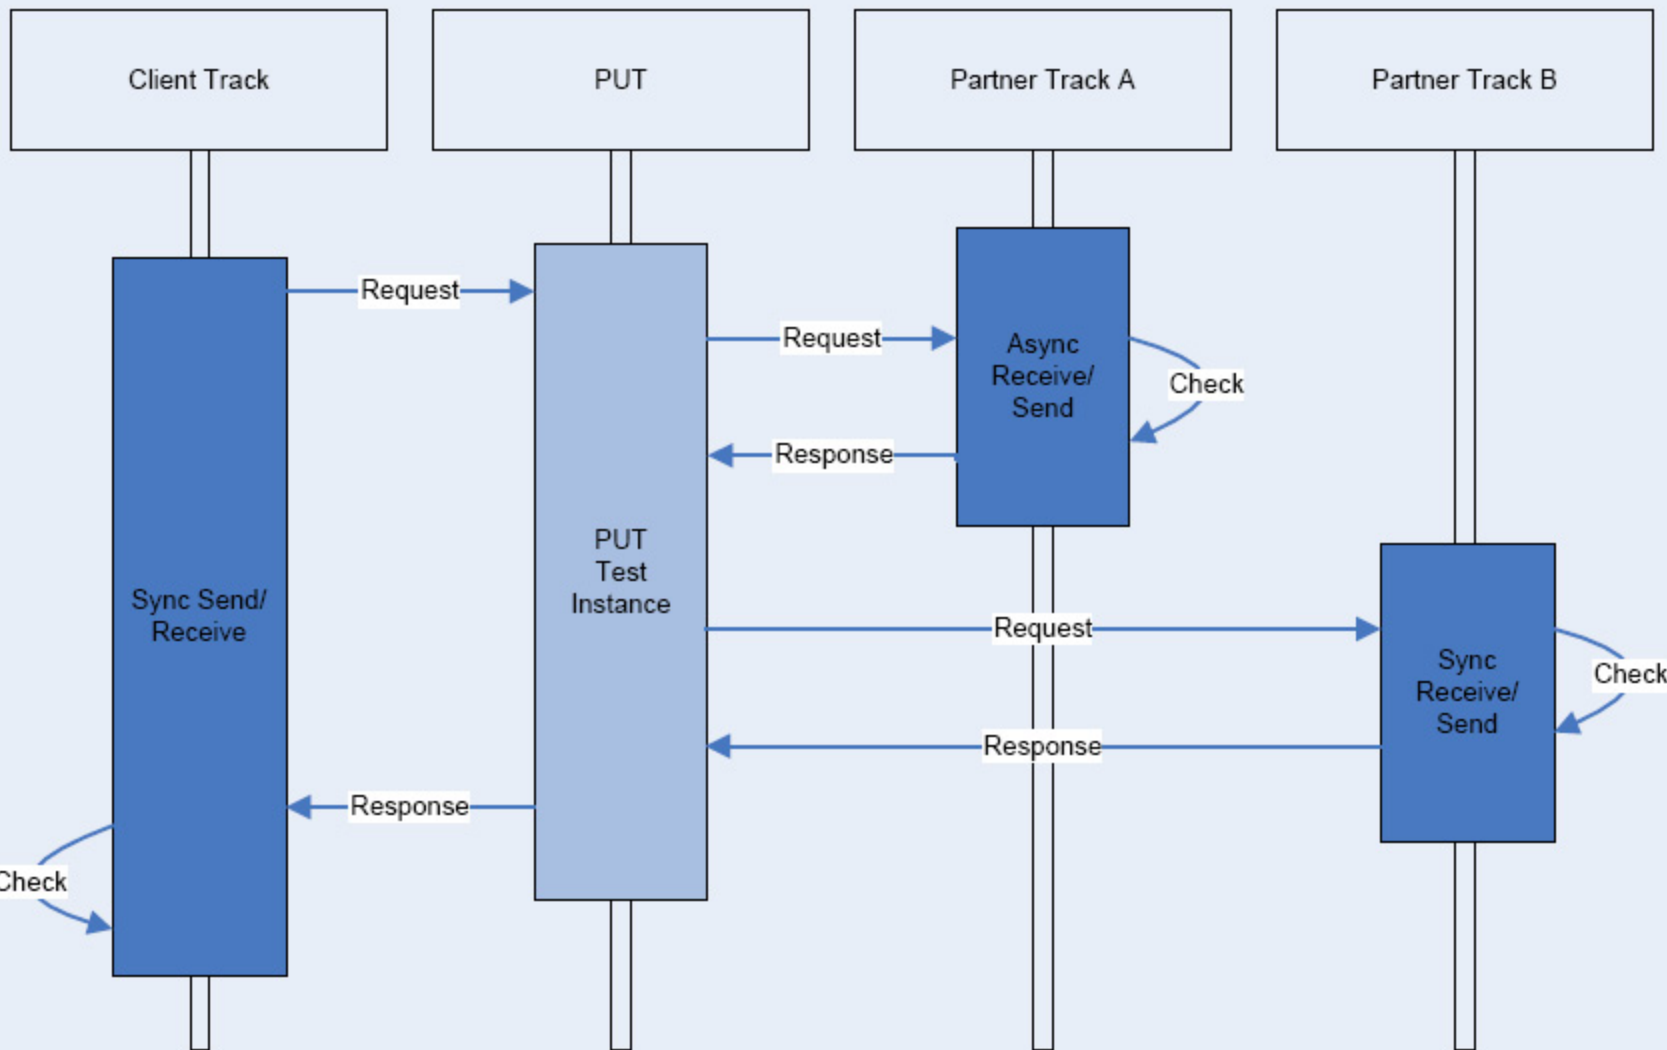 Client Track
PUT
Partner Track A
Partner Track B
Request
Request
Async
Receive/
Send
Check
Response
PUT
Test
Instance
Sync Send/
Receive
Request
Sync
Receive/
Send
Check
Response
Response
Check